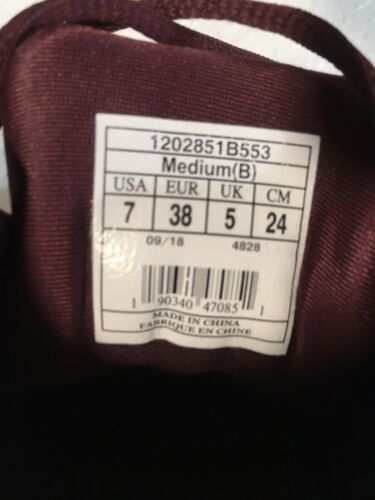 1202851B553
Medium(B)
USA EUR UK CM
7 38 5 24
09/18 4828
1 90340 47085 1
MADE IN CHINA
FABRIQUE EN CHINE